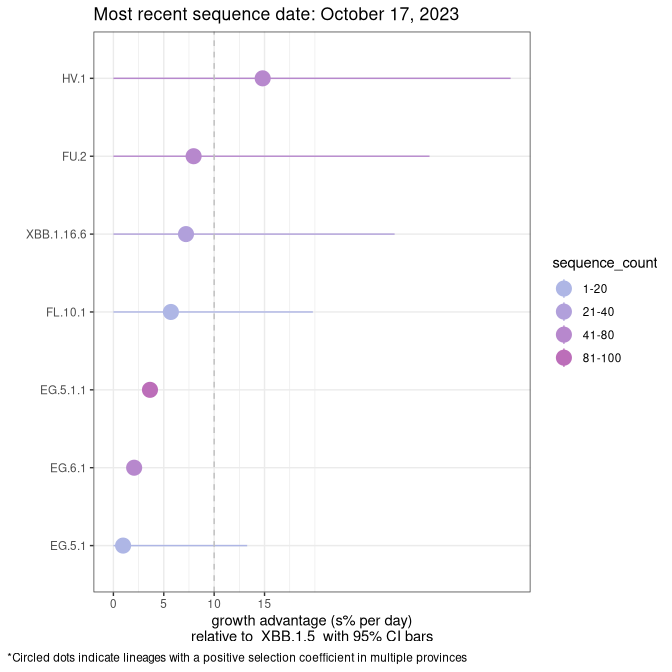 Most recent sequence date: October 17, 2023
HV.1
FU.2
XBB.1.16.6
FL.10.1
EG.5.1.1
EG.6.1
EG.5.1
0 5 10 15
growth advantage (s% per day)
relative to  XBB.1.5  with 95% CI bars
*Circled dots indicate lineages with a positive selection coefficient in multiple provinces
sequence_count
1-20
21-40
41-80
81-100